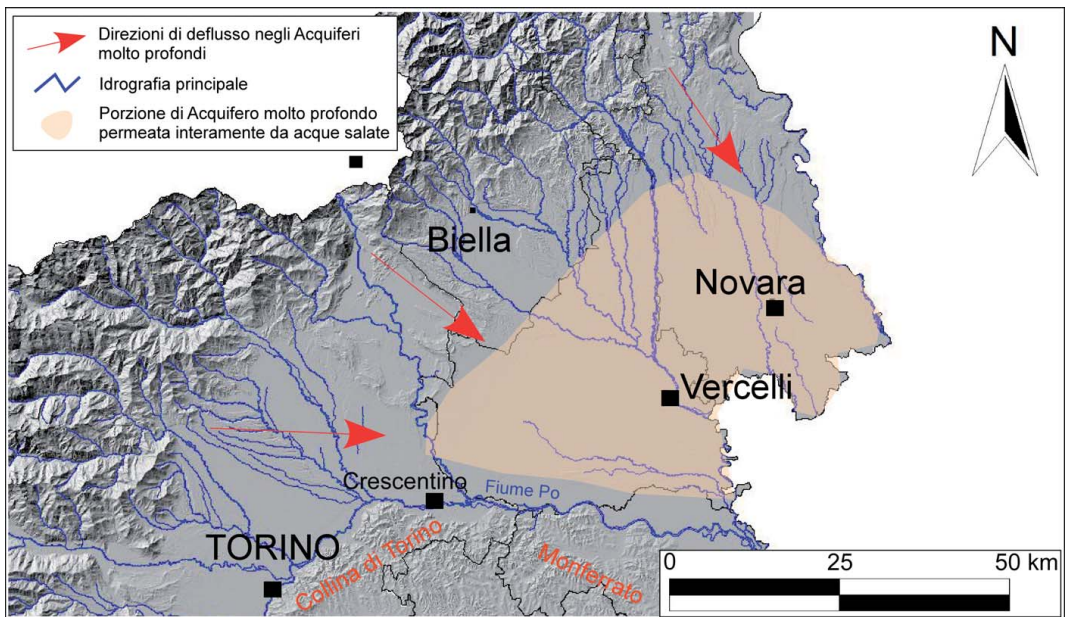 Direzioni di deflusso negli Acquiferi
molto profondi
Idrografia principale
Porzione di Acquifero molto profondo
permeata interamente da acque salate
N
Biella
Novara
Vercelli
Crescentino
Fiume Po
TORINO
Collina di Torino
Monferrato
0 25 50 km